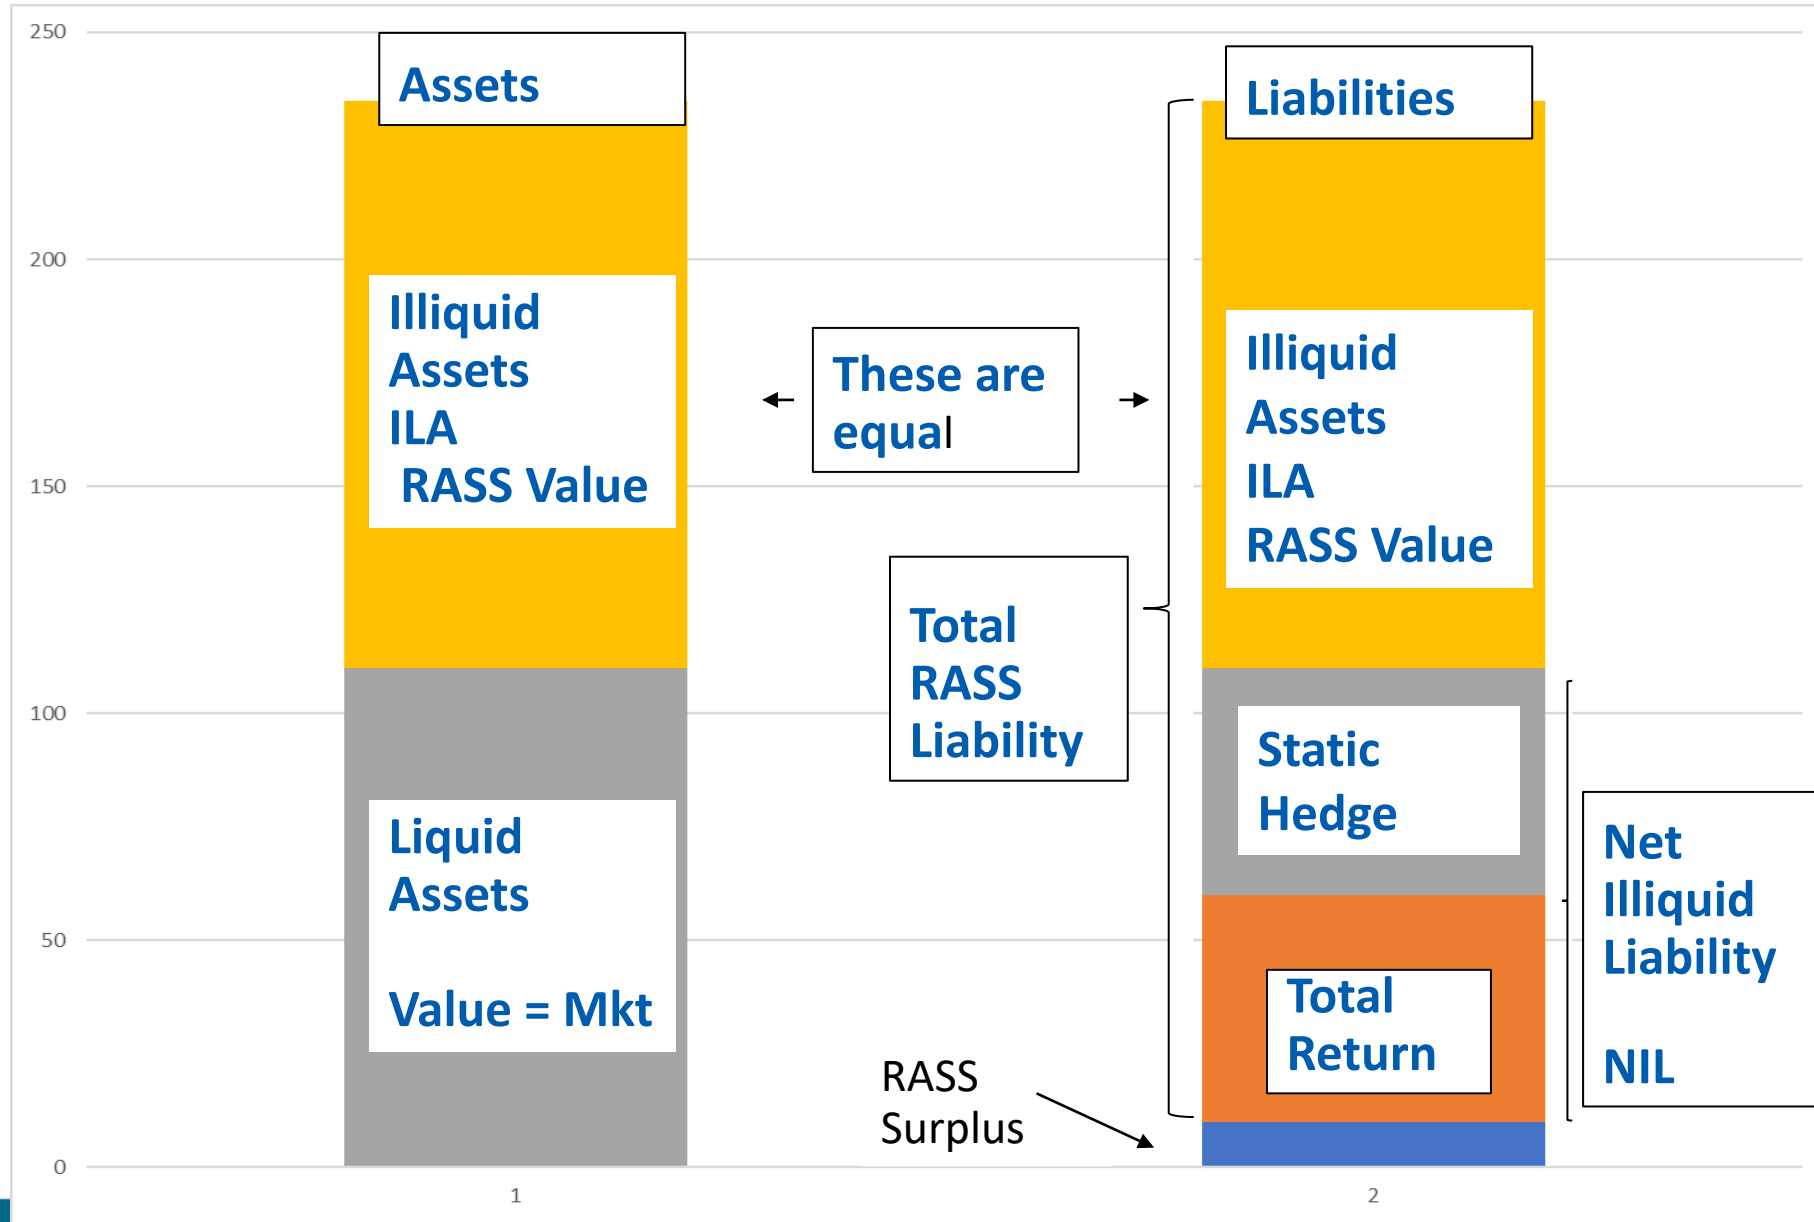 250
200
150
100
50
0
Assets
Illiquid
Assets
ILA
RASS Value
Liquid
Assets
Value = Mkt
These are
equal
Total
RASS
Liability
RASS
Surplus
Liabilities
Illiquid
Assets
ILA
RASS Value
Static
Hedge
Total
Return
Net
Illiquid
Liability
NIL
1
2